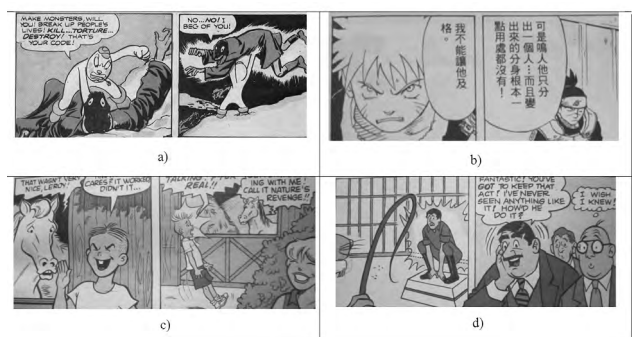 MAKE MONSTERS, WILL
YOU! BREAK UP PEOPLE'S
LIVES! KILL...TORTURE...
DESTROY! THAT'S
YOUR CODE!
NO...NO! I
BEG OF YOU!
a)
可是鳴人他只分
出一個人…而且變
出來的分身根本一
點用處都沒有！
我不能讓他及
格。
b)
THAT WASN'T VERY
NICE, LEROY!
CARES? IT WORKED
DIDN'T IT...
TALKING
REAL!!
ING WITH ME!
CALL IT NATURE'S
REVENGE!!
c)
FANTASTIC! YOU'VE
GOT TO KEEP THAT
ACT! I'VE NEVER
SEEN ANYTHING LIKE
IT! HOW'D HE
DO IT?
I WISH
I KNEW!
d)